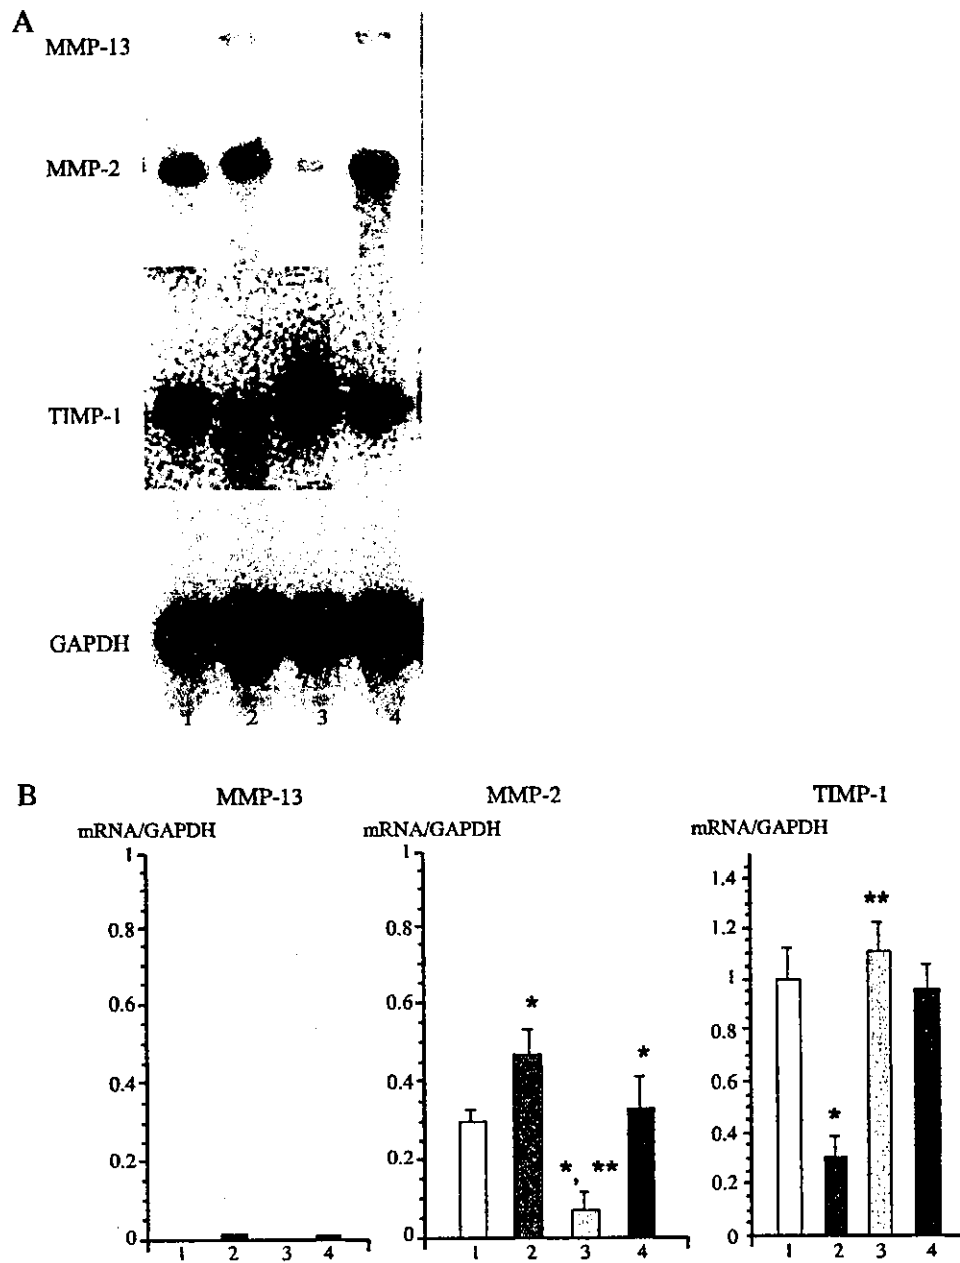 A
MMP-13
MMP-2
TIMP-1
GAPDH
1 2 3 4
B
MMP-13 MMP-2 TIMP-1
mRNA/GAPDH mRNA/GAPDH mRNA/GAPDH
1
0.8
0.6
0.4
0.2
0
1 2 3 4
1
0.8
0.6
0.4
0.2
0
*
*
*, **
1 2 3 4
1.4
1.2
1
0.8
0.6
0.4
0.2
0
**
*
1 2 3 4